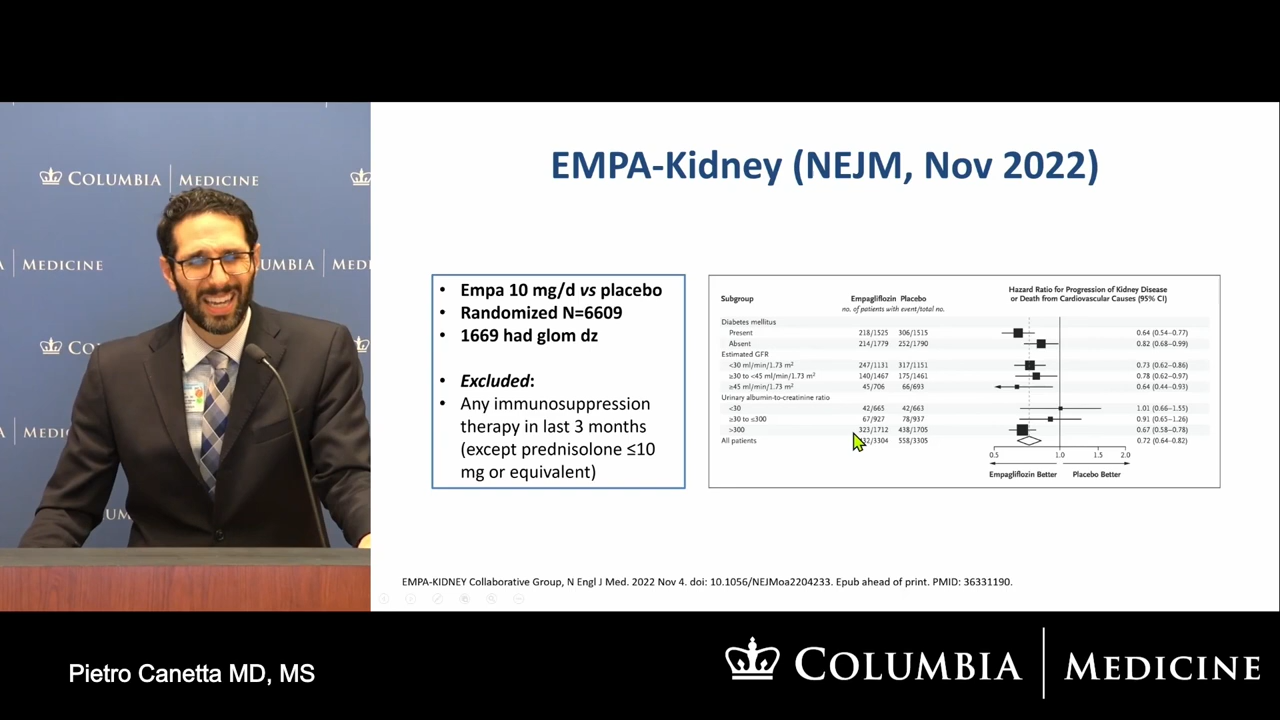 COLUMBIA | MEDICINE
MEDICINE
UMBIA | MED
CO
MEDICIN
UM
EMPA-Kidney (NEJM, Nov 2022)
• Empa 10 mg/d vs placebo
• Randomized N=6609
• 1669 had glom dz
• Excluded:
• Any immunosuppression
therapy in last 3 months
(except prednisolone ≤10
mg or equivalent)
Hazard Ratio for Progression of Kidney Disease
or Death from Cardiovascular Causes (95% CI)
Subgroup Empagliflozin Placebo
no. of patients with event/total no.
Diabetes mellitus
Present 218/1525 306/1515 0.64 (0.54–0.77)
Absent 214/1779 252/1790 0.82 (0.68–0.99)
Estimated GFR
<30 ml/min/1.73 m² 247/1131 317/1151 0.73 (0.62–0.86)
≥30 to <45 ml/min/1.73 m² 140/1467 175/1461 0.78 (0.62–0.97)
≥45 ml/min/1.73 m² 45/706 66/693 0.64 (0.44–0.93)
Urinary albumin-to-creatinine ratio
<30 42/665 42/663 1.01 (0.66–1.55)
≥30 to ≤300 67/927 78/937 0.91 (0.65–1.26)
>300 323/1712 438/1705 0.67 (0.58–0.78)
All patients 32/3304 558/3305 0.72 (0.64–0.82)
0.5 1.0 1.5 2.0
Empagliflozin Better Placebo Better
EMPA-KIDNEY Collaborative Group, N Engl J Med. 2022 Nov 4. doi: 10.1056/NEJMoa2204233. Epub ahead of print. PMID: 36331190.
Pietro Canetta MD, MS
COLUMBIA | MEDICINE